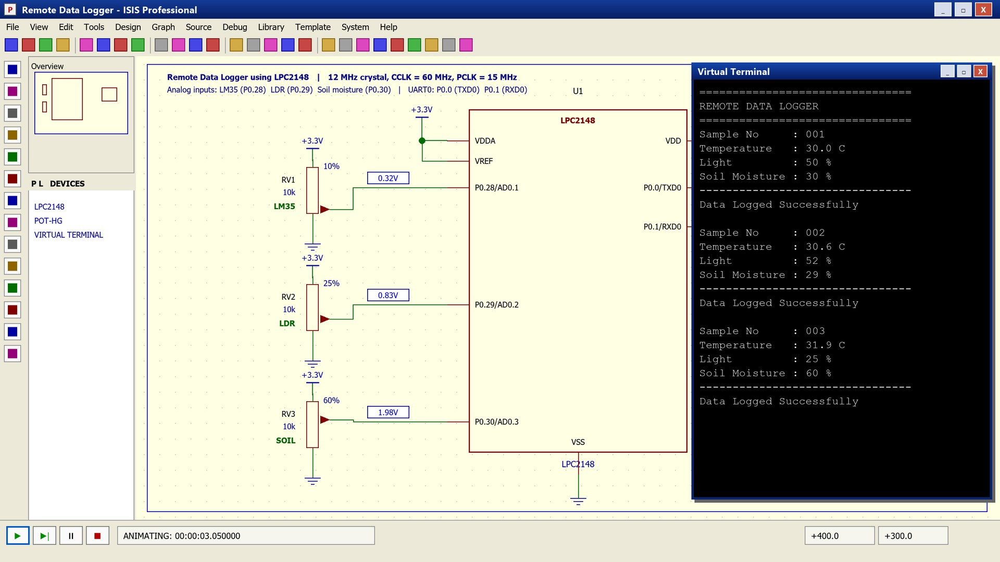 P Remote Data Logger - ISIS Professional
_ □ X
File View Edit Tools Design Graph Source Debug Library Template System Help
Overview
P L DEVICES
LPC2148
POT-HG
VIRTUAL TERMINAL
Remote Data Logger using LPC2148 | 12 MHz crystal, CCLK = 60 MHz, PCLK = 15 MHz
Analog inputs: LM35 (P0.28) LDR (P0.29) Soil moisture (P0.30) | UART0: P0.0 (TXD0) P0.1 (RXD0)
U1
+3.3V
LPC2148
VDDA
VDD
VREF
+3.3V
10%
RV1
10k
LM35
0.32V
P0.28/AD0.1
P0.0/TXD0
P0.1/RXD0
+3.3V
25%
RV2
10k
LDR
0.83V
P0.29/AD0.2
+3.3V
60%
RV3
10k
SOIL
1.98V
P0.30/AD0.3
VSS
LPC2148
Virtual Terminal
_ □ X
================================
REMOTE DATA LOGGER
================================
Sample No : 001
Temperature : 30.0 C
Light : 50 %
Soil Moisture : 30 %
--------------------------------
Data Logged Successfully
Sample No : 002
Temperature : 30.6 C
Light : 52 %
Soil Moisture : 29 %
--------------------------------
Data Logged Successfully
Sample No : 003
Temperature : 31.9 C
Light : 25 %
Soil Moisture : 60 %
--------------------------------
Data Logged Successfully
ANIMATING: 00:00:03.050000
+400.0
+300.0